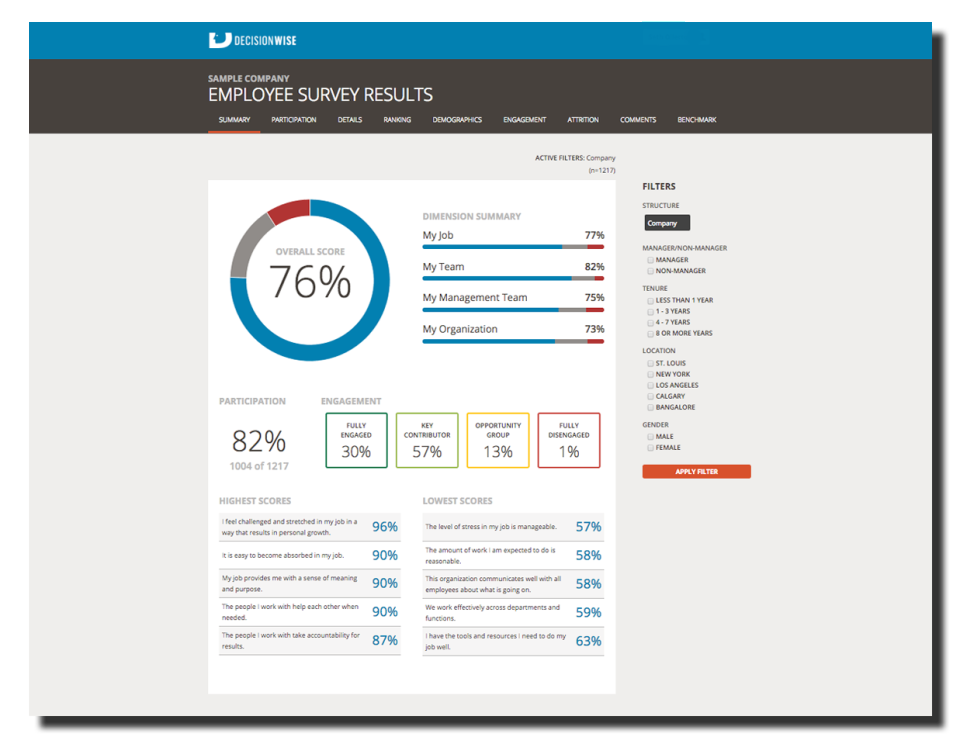 DECISIONWISE
SAMPLE COMPANY
EMPLOYEE SURVEY RESULTS
SUMMARY PARTICIPATION DETAILS RANKING DEMOGRAPHICS ENGAGEMENT ATTRITION COMMENTS BENCHMARK
ACTIVE FILTERS: Company
(n=1217)
OVERALL SCORE
76%
DIMENSION SUMMARY
My Job 77%
My Team 82%
My Management Team 75%
My Organization 73%
PARTICIPATION
82%
1004 of 1217
ENGAGEMENT
FULLY
ENGAGED
30%
KEY
CONTRIBUTOR
57%
OPPORTUNITY
GROUP
13%
FULLY
DISENGAGED
1%
HIGHEST SCORES
I feel challenged and stretched in my job in a
way that results in personal growth.
96%
It is easy to become absorbed in my job. 90%
My job provides me with a sense of meaning
and purpose.
90%
The people I work with help each other when
needed.
90%
The people I work with take accountability for
results.
87%
LOWEST SCORES
The level of stress in my job is manageable. 57%
The amount of work I am expected to do is
reasonable.
58%
This organization communicates well with all
employees about what is going on.
58%
We work effectively across departments and
functions.
59%
I have the tools and resources I need to do my
job well.
63%
FILTERS
STRUCTURE
Company
MANAGER/NON-MANAGER
MANAGER
NON-MANAGER
TENURE
LESS THAN 1 YEAR
1 - 3 YEARS
4 - 7 YEARS
8 OR MORE YEARS
LOCATION
ST. LOUIS
NEW YORK
LOS ANGELES
CALGARY
BANGALORE
GENDER
MALE
FEMALE
APPLY FILTER